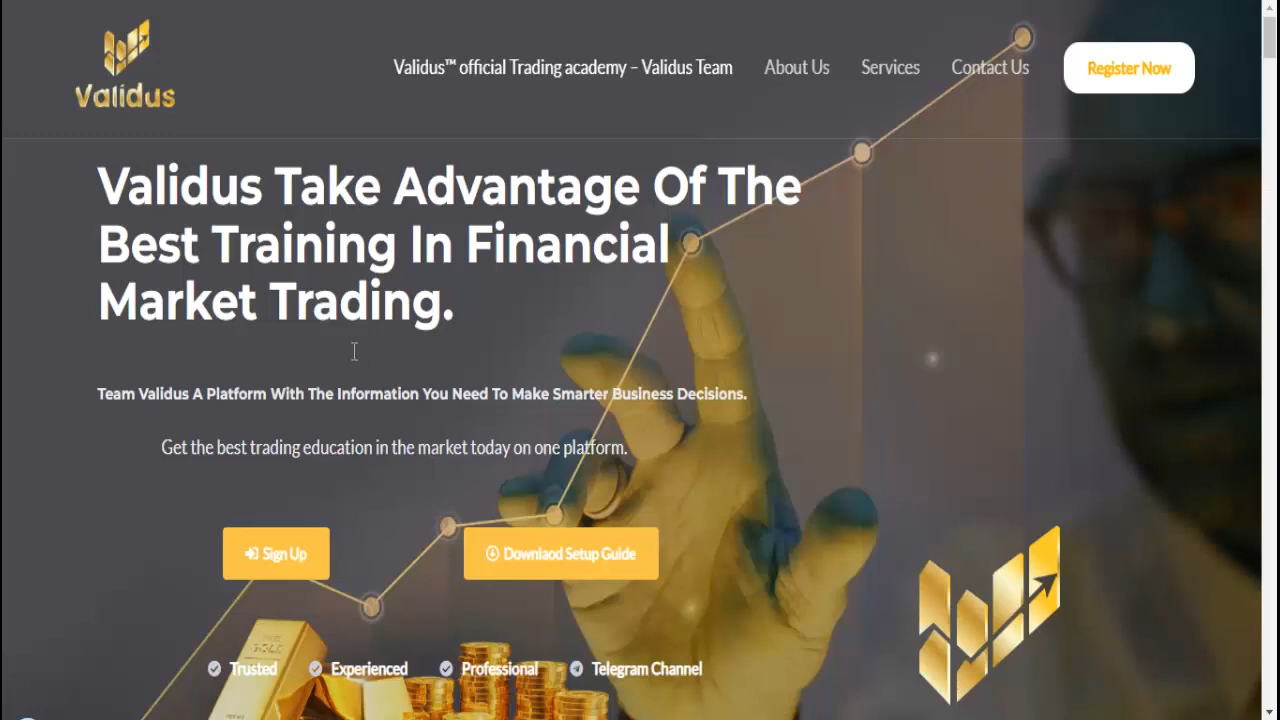 Validus
Validus™ official Trading academy – Validus Team
About Us
Services
Contact Us
Register Now
Validus Take Advantage Of The
Best Training In Financial
Market Trading.
Team Validus A Platform With The Information You Need To Make Smarter Business Decisions.
Get the best trading education in the market today on one platform.
Sign Up
Downlaod Setup Guide
GOLD
Trusted
Experienced
Professional
Telegram Channel